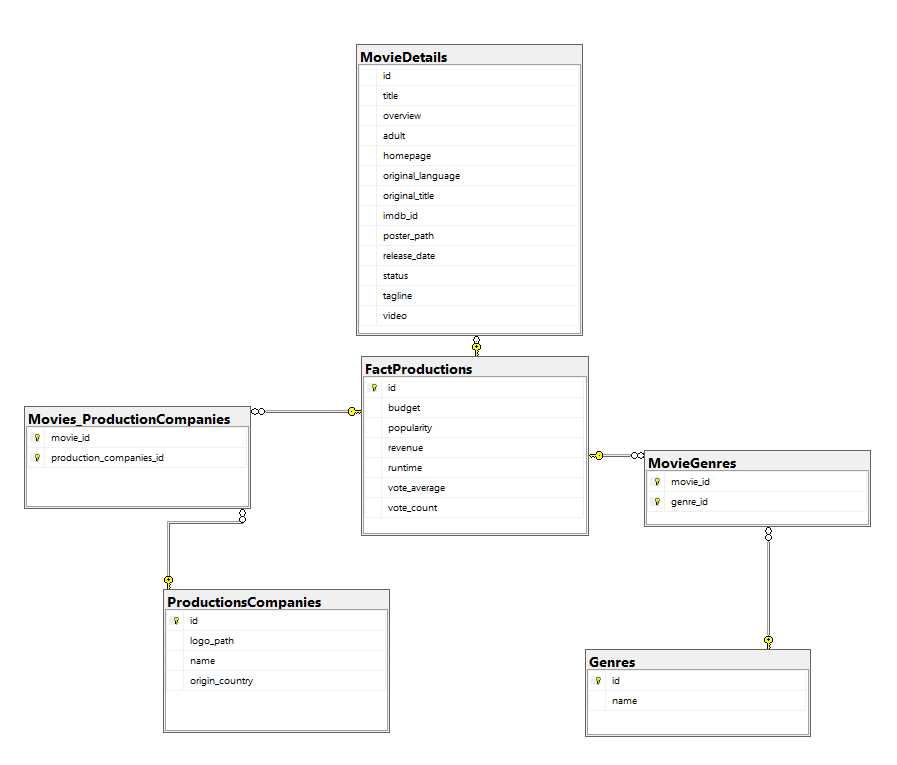 MovieDetails
id
title
overview
adult
homepage
original_language
original_title
imdb_id
poster_path
release_date
status
tagline
video
FactProductions
id
budget
popularity
revenue
runtime
vote_average
vote_count
Movies_ProductionCompanies
movie_id
production_companies_id
MovieGenres
movie_id
genre_id
ProductionsCompanies
id
logo_path
name
origin_country
Genres
id
name